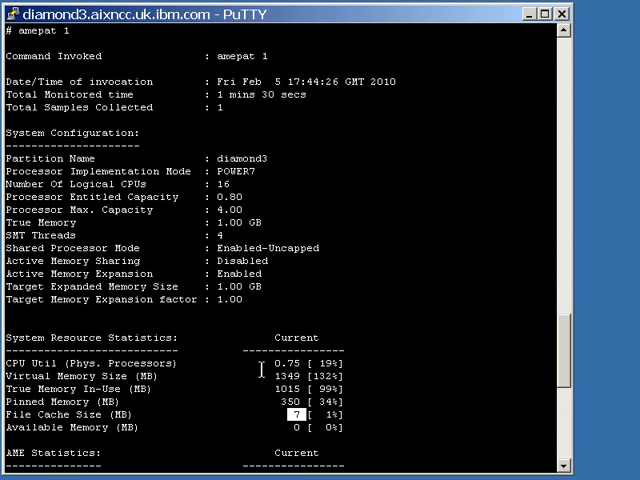 diamond3.aixncc.uk.ibm.com - PuTTY
# amepat 1
Command Invoked : amepat 1
Date/Time of invocation : Fri Feb 5 17:44:26 GMT 2010
Total Monitored time : 1 mins 30 secs
Total Samples Collected : 1
System Configuration:
---------------------
Partition Name : diamond3
Processor Implementation Mode : POWER7
Number Of Logical CPUs : 16
Processor Entitled Capacity : 0.80
Processor Max. Capacity : 4.00
True Memory : 1.00 GB
SMT Threads : 4
Shared Processor Mode : Enabled-Uncapped
Active Memory Sharing : Disabled
Active Memory Expansion : Enabled
Target Expanded Memory Size : 1.00 GB
Target Memory Expansion factor : 1.00
System Resource Statistics: Current
--------------------------- ----------------
CPU Util (Phys. Processors) 0.75 [ 19%]
Virtual Memory Size (MB) 1349 [132%]
True Memory In-Use (MB) 1015 [ 99%]
Pinned Memory (MB) 350 [ 34%]
File Cache Size (MB) 7 [ 1%]
Available Memory (MB) 0 [ 0%]
AME Statistics: Current
--------------- ----------------